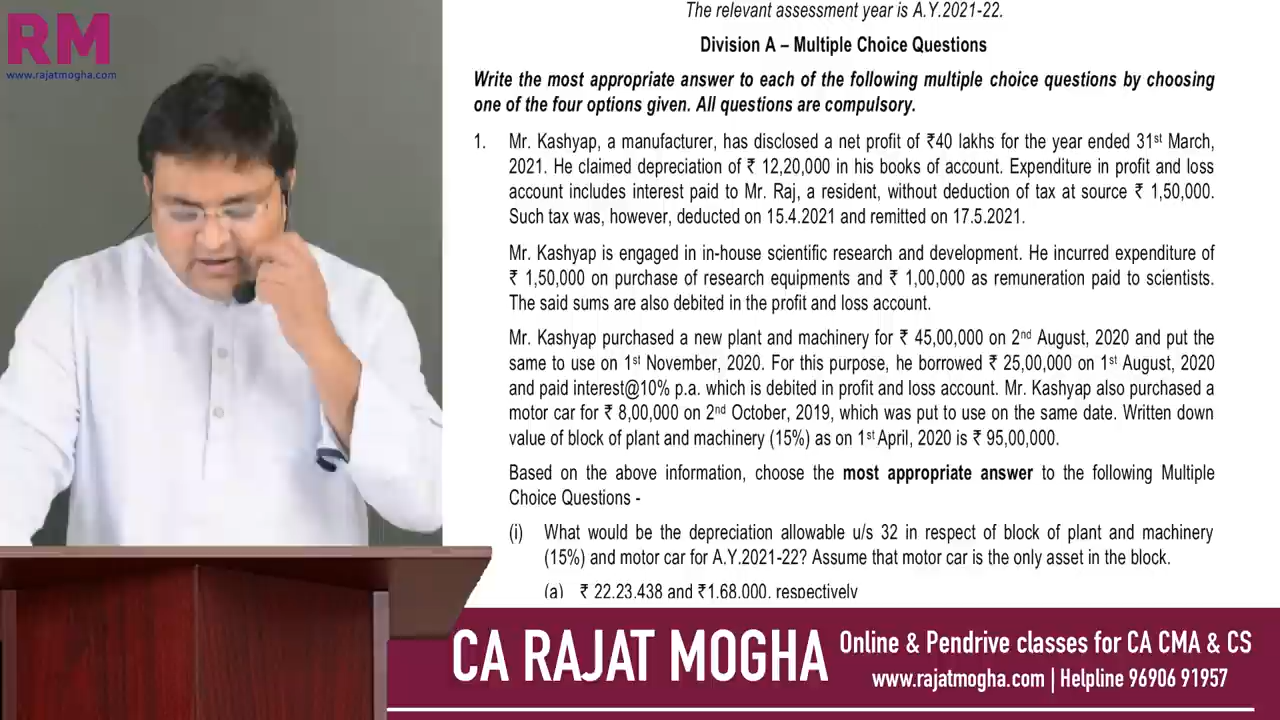 RM
www.rajatmogha.com
The relevant assessment year is A.Y.2021-22.
Division A – Multiple Choice Questions
Write the most appropriate answer to each of the following multiple choice questions by choosing
one of the four options given. All questions are compulsory.
1. Mr. Kashyap, a manufacturer, has disclosed a net profit of ₹40 lakhs for the year ended 31st March,
2021. He claimed depreciation of ₹ 12,20,000 in his books of account. Expenditure in profit and loss
account includes interest paid to Mr. Raj, a resident, without deduction of tax at source ₹ 1,50,000.
Such tax was, however, deducted on 15.4.2021 and remitted on 17.5.2021.
Mr. Kashyap is engaged in in-house scientific research and development. He incurred expenditure of
₹ 1,50,000 on purchase of research equipments and ₹ 1,00,000 as remuneration paid to scientists.
The said sums are also debited in the profit and loss account.
Mr. Kashyap purchased a new plant and machinery for ₹ 45,00,000 on 2nd August, 2020 and put the
same to use on 1st November, 2020. For this purpose, he borrowed ₹ 25,00,000 on 1st August, 2020
and paid interest@10% p.a. which is debited in profit and loss account. Mr. Kashyap also purchased a
motor car for ₹ 8,00,000 on 2nd October, 2019, which was put to use on the same date. Written down
value of block of plant and machinery (15%) as on 1st April, 2020 is ₹ 95,00,000.
Based on the above information, choose the most appropriate answer to the following Multiple
Choice Questions -
(i) What would be the depreciation allowable u/s 32 in respect of block of plant and machinery
(15%) and motor car for A.Y.2021-22? Assume that motor car is the only asset in the block.
(a) ₹ 22,23,438 and ₹1,68,000, respectively
CA RAJAT MOGHA
Online & Pendrive classes for CA CMA & CS
www.rajatmogha.com | Helpline 96906 91957